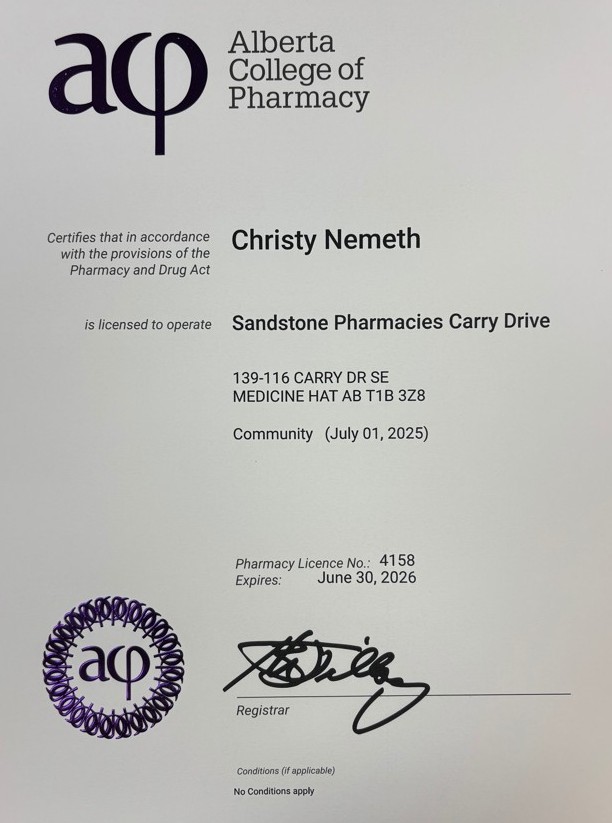 acp
Alberta
College of
Pharmacy
Certifies that in accordance
with the provisions of the
Pharmacy and Drug Act
Christy Nemeth
is licensed to operate
Sandstone Pharmacies Carry Drive
139-116 CARRY DR SE
MEDICINE HAT AB T1B 3Z8
Community (July 01, 2025)
Pharmacy Licence No.: 4158
Expires: June 30, 2026
acp
Registrar
Conditions (if applicable)
No Conditions apply